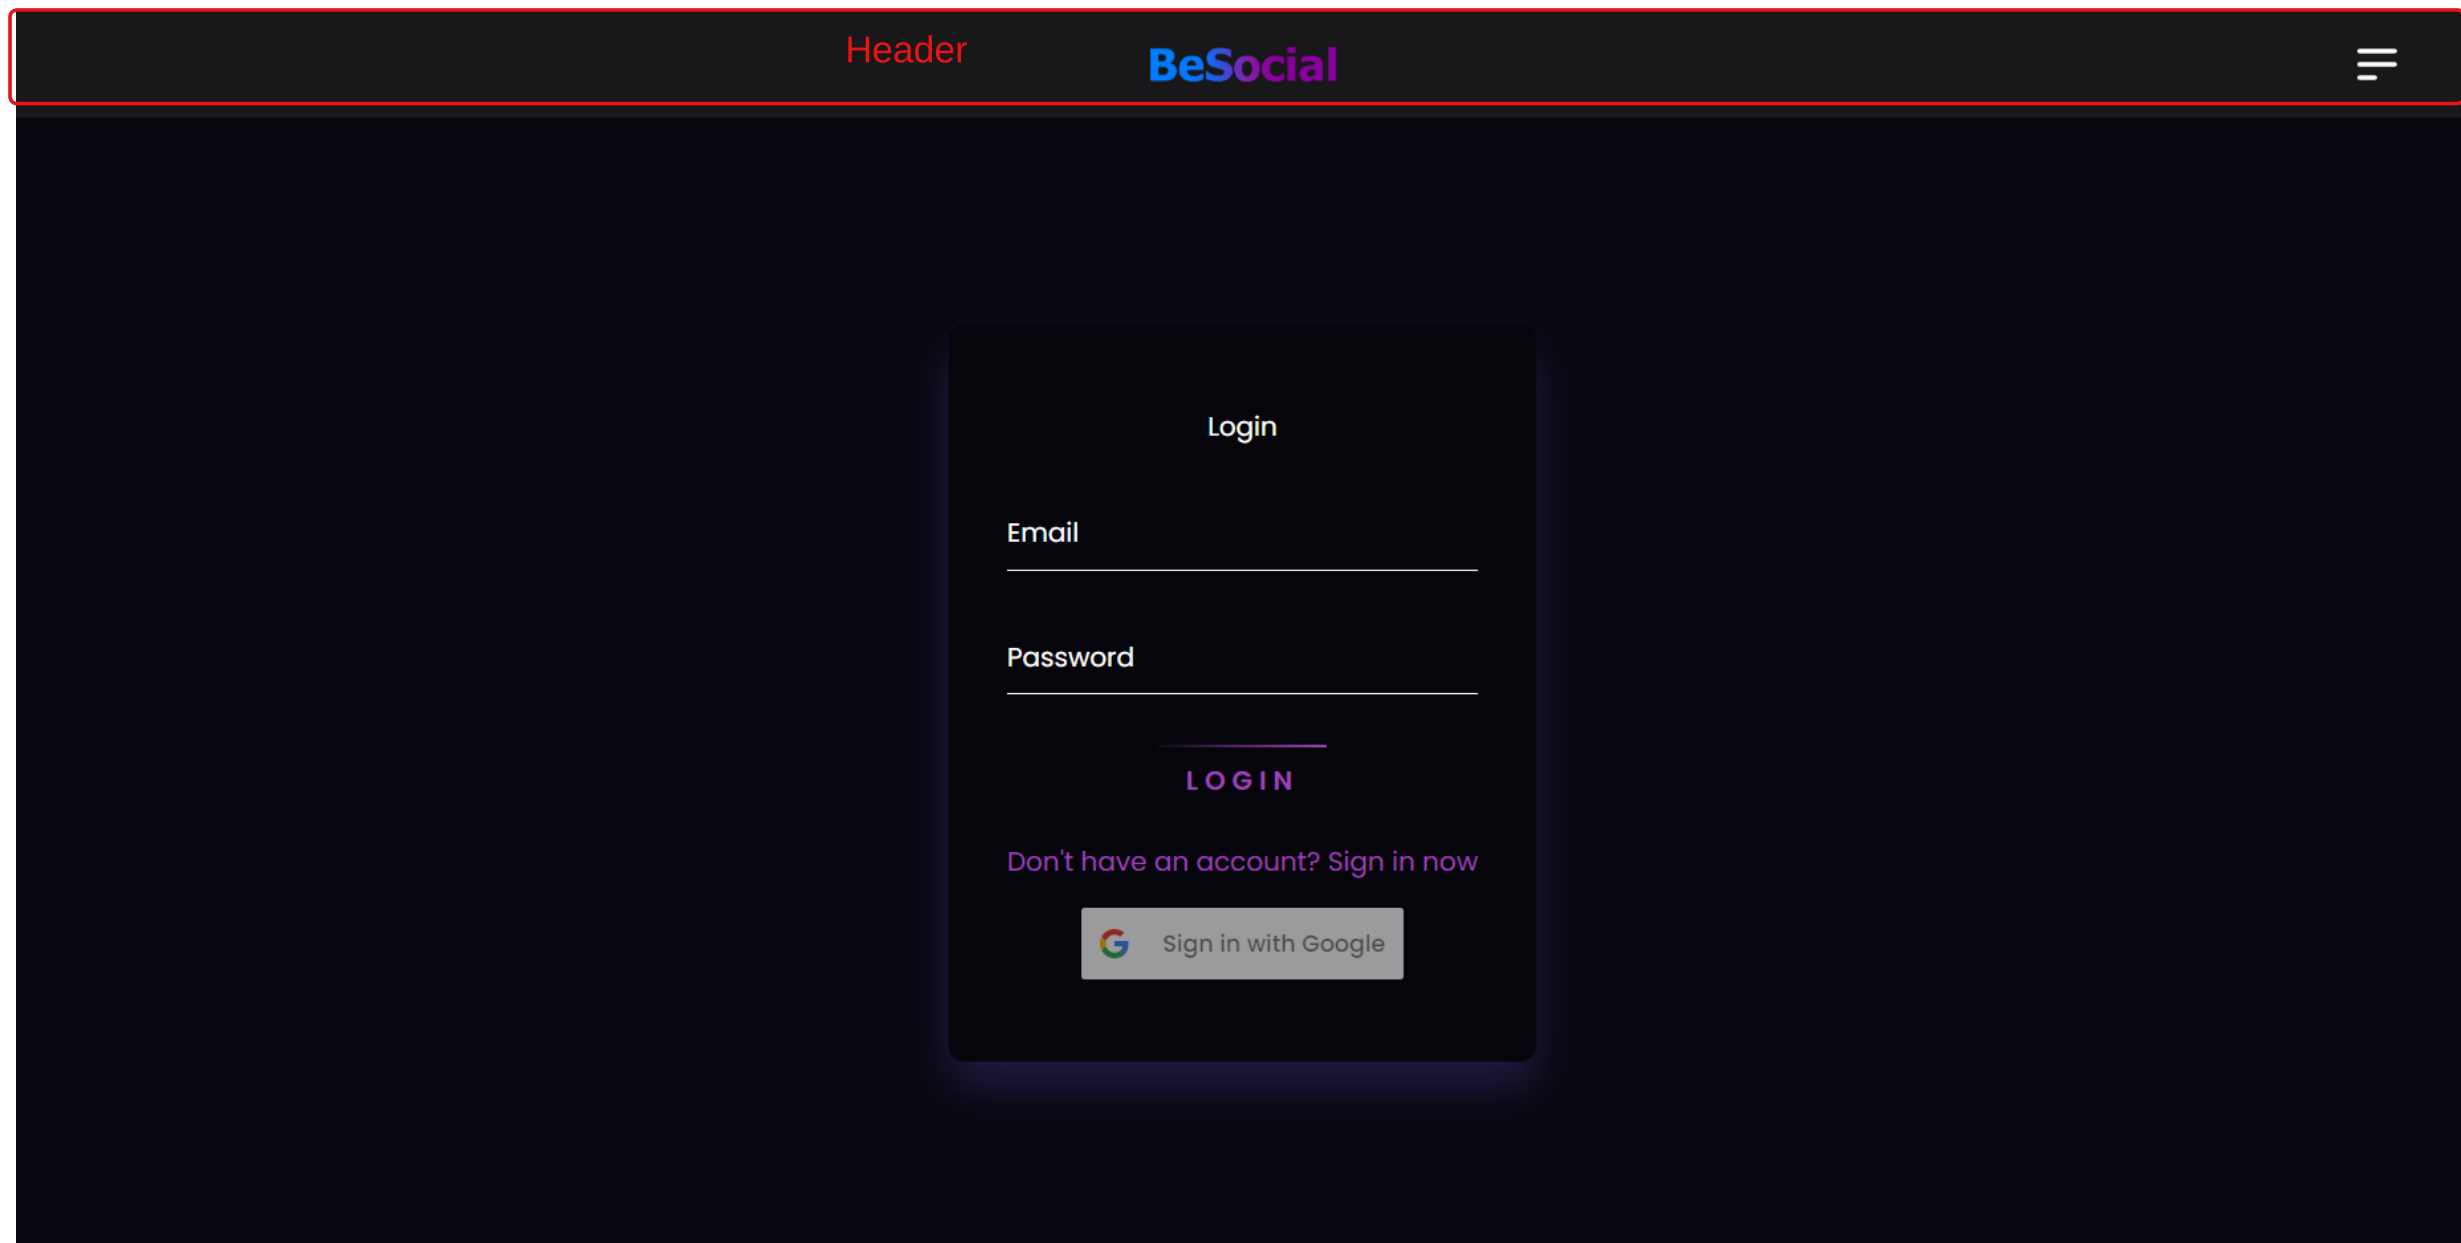 Header
BeSocial
Login
Email
Password
LOGIN
Don't have an account? Sign in now
Sign in with Google